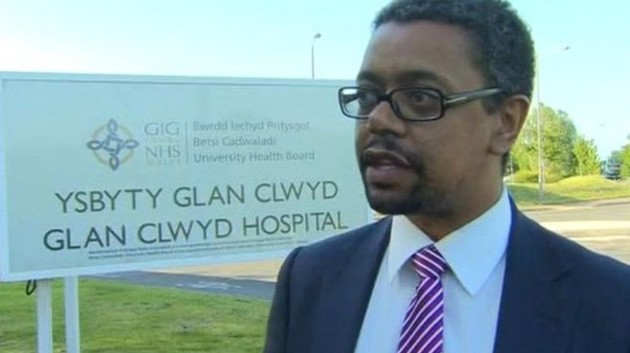 GIG
NHS
Bwrdd Iechyd Prifysgol
Betsi Cadwaladr
University Health Board
YSBYTY GLAN CLWYD
GLAN CLWYD HOSPITAL